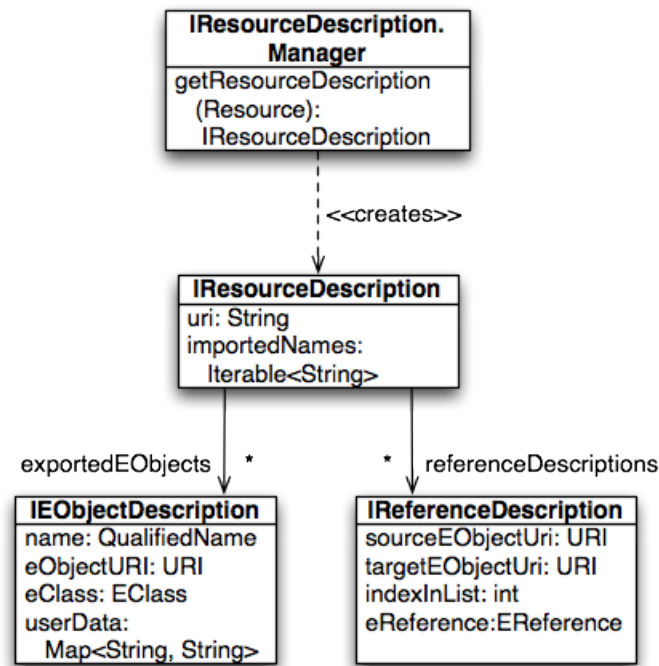 IResourceDescription.
Manager
getResourceDescription
(Resource):
IResourceDescription
<<creates>>
IResourceDescription
uri: String
importedNames:
Iterable<String>
exportedEObjects *
* referenceDescriptions
IEObjectDescription
name: QualifiedName
eObjectURI: URI
eClass: EClass
userData:
Map<String, String>
IReferenceDescription
sourceEObjectUri: URI
targetEObjectUri: URI
indexInList: int
eReference:EReference